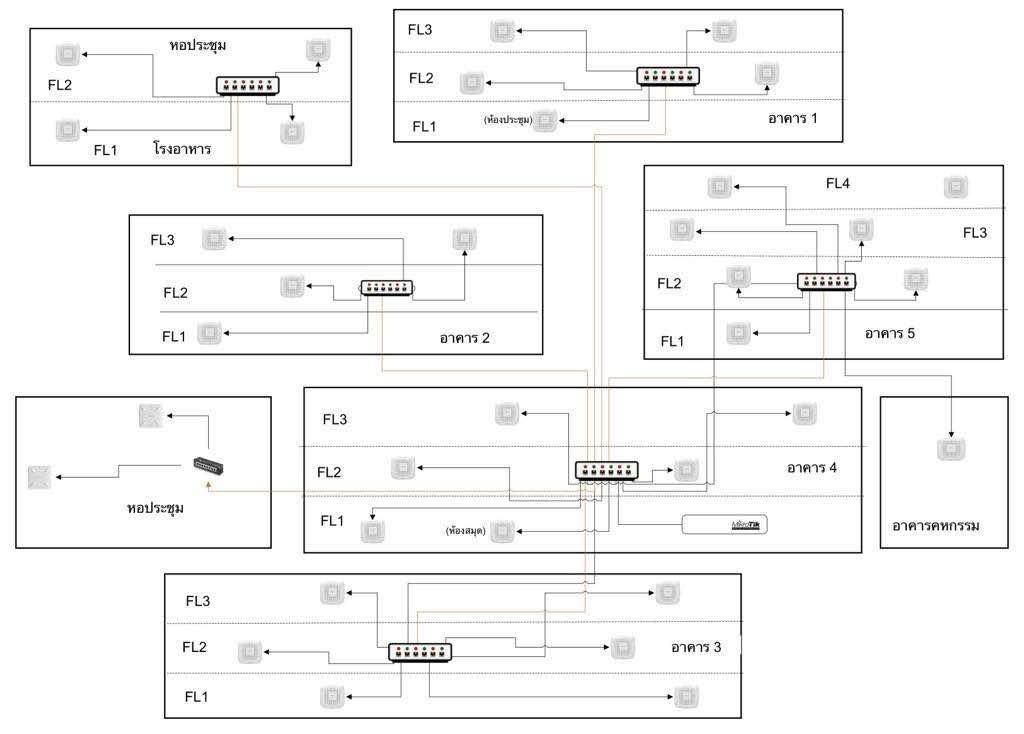 หอประชุม
FL2
FL1
โรงอาหาร
FL3
FL2
FL1
(ห้องประชุม)
อาคาร 1
FL4
FL3
FL2
FL1
อาคาร 5
FL3
FL2
FL1
อาคาร 2
หอประชุม
FL3
FL2
อาคาร 4
FL1
(ห้องสมุด)
MikroTik
อาคารคหกรรม
FL3
FL2
อาคาร 3
FL1